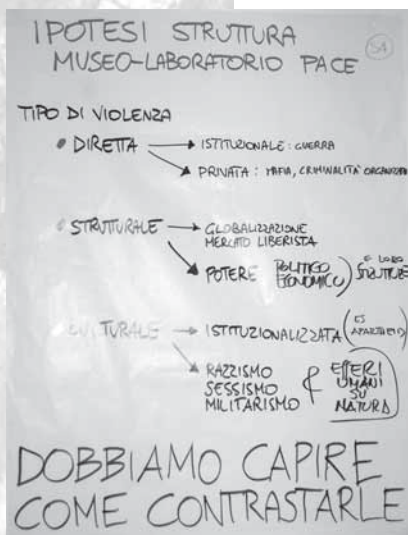 IPOTESI STRUTTURA
MUSEO-LABORATORIO PACE
S4
TIPO DI VIOLENZA
DIRETTA → ISTITUZIONALE: GUERRA
→ PRIVATA: MAFIA, CRIMINALITÀ ORGANIZZATA
STRUTTURALE → GLOBALIZZAZIONE
MERCATO LIBERISTA
→ POTERE POLITICO ECONOMICO) E LORO STRUTTURE
CULTURALE → ISTITUZIONALIZZATA (ES APARTHEID)
→ RAZZISMO
SESSISMO
MILITARISMO
ESSERI
UMANI
SU
NATURA
DOBBIAMO CAPIRE
COME CONTRASTARLE